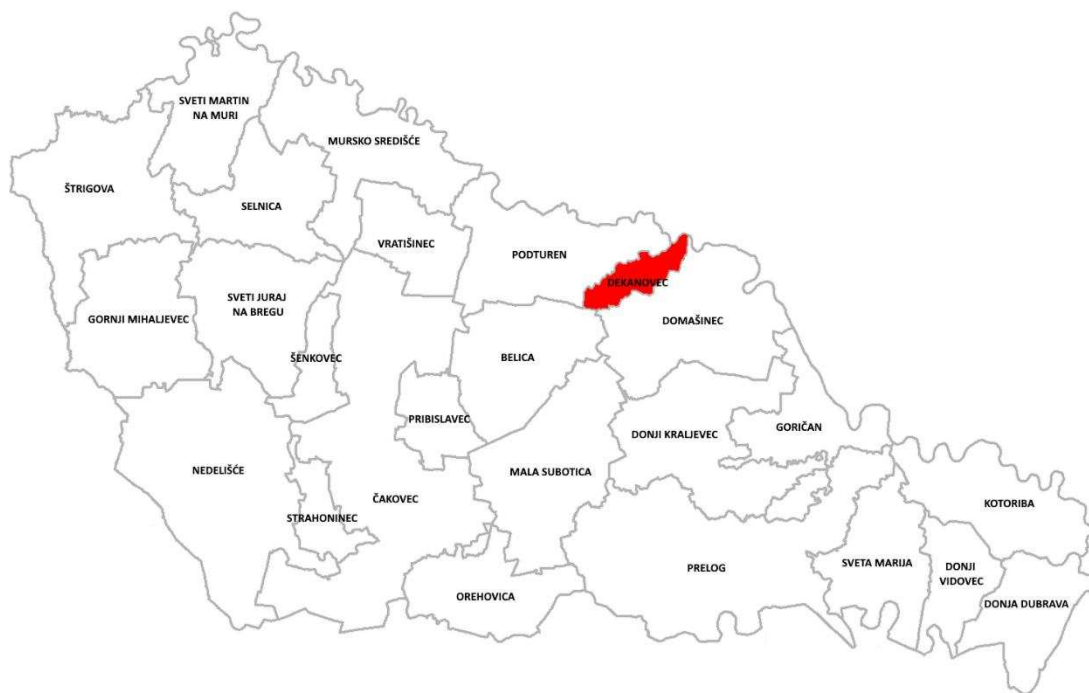 SVETI MARTIN
NA MURI
MURSKO SREDIŠĆE
ŠTRIGOVA
SELNICA
VRATIŠINEC
PODTUREN
DEKANOVEC
SVETI JURAJ
NA BREGU
GORNJI MIHALJEVEC
DOMAŠINEC
ŠENKOVEC
BELICA
PRIBISLAVEC
DONJI KRALJEVEC
GORIČAN
NEDELIŠĆE
MALA SUBOTICA
ČAKOVEC
KOTORIBA
STRAHONINEC
SVETA MARIJA
DONJI
VIDOVEC
PRELOG
OREHOVICA
DONJA DUBRAVA